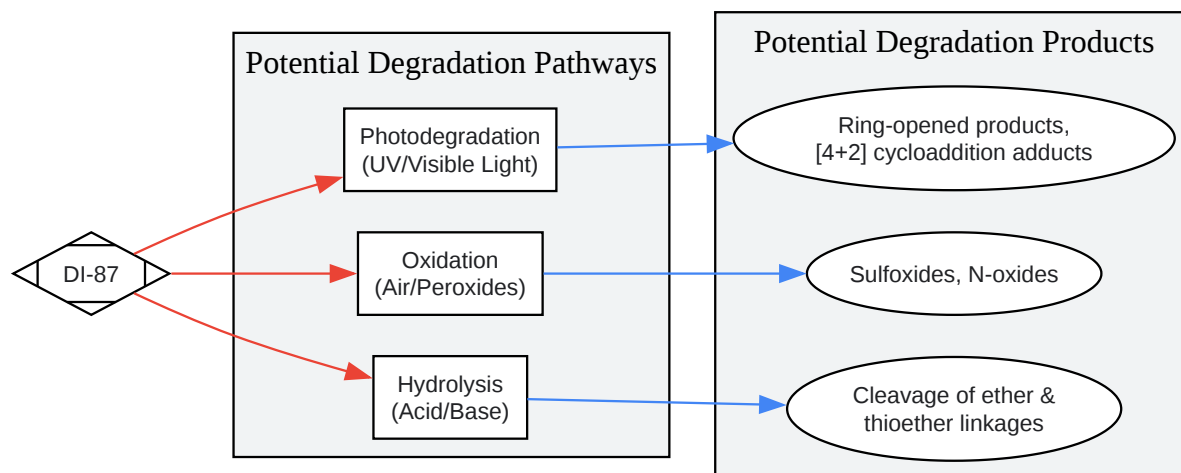 Potential Degradation Pathways
Potential Degradation Products
DI-87
Photodegradation
(UV/Visible Light)
Ring-opened products,
[4+2] cycloaddition adducts
Oxidation
(Air/Peroxides)
Sulfoxides, N-oxides
Hydrolysis
(Acid/Base)
Cleavage of ether &
thioether linkages